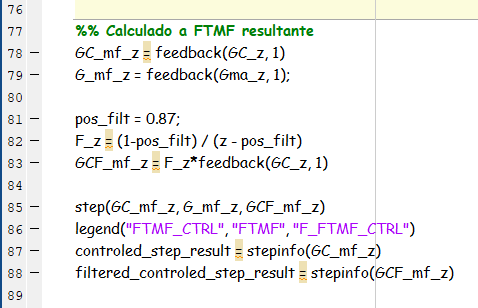 76
77 %% Calculado a FTMF resultante
78 – GC_mf_z = feedback(GC_z, 1)
79 – G_mf_z = feedback(Gma_z, 1);
80
81 – pos_filt = 0.87;
82 – F_z = (1-pos_filt) / (z - pos_filt)
83 – GCF_mf_z = F_z*feedback(GC_z, 1)
84
85 – step(GC_mf_z, G_mf_z, GCF_mf_z)
86 – legend("FTMF_CTRL", "FTMF", "F_FTMF_CTRL")
87 – controled_step_result = stepinfo(GC_mf_z)
88 – filtered_controled_step_result = stepinfo(GCF_mf_z)
89